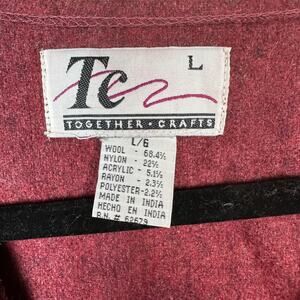 Tc L
TOGETHER • CRAFTS
L/G
WOOL - 68.4%
NYLON - 22%
ACRYLIC - 5.1%
RAYON - 2.3%
POLYESTER-2.2%
MADE IN INDIA
HECHO EN INDIA
R.N. # 62679